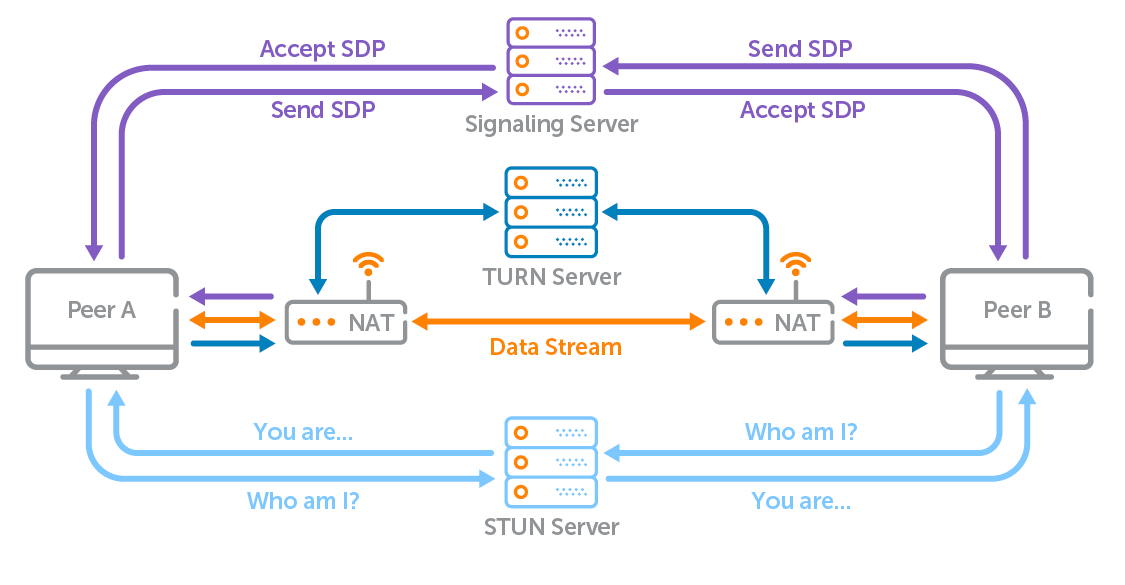 Accept SDP
Send SDP
Send SDP
Accept SDP
Signaling Server
TURN Server
Peer A
NAT
Data Stream
NAT
Peer B
You are...
Who am I?
Who am I?
You are...
STUN Server